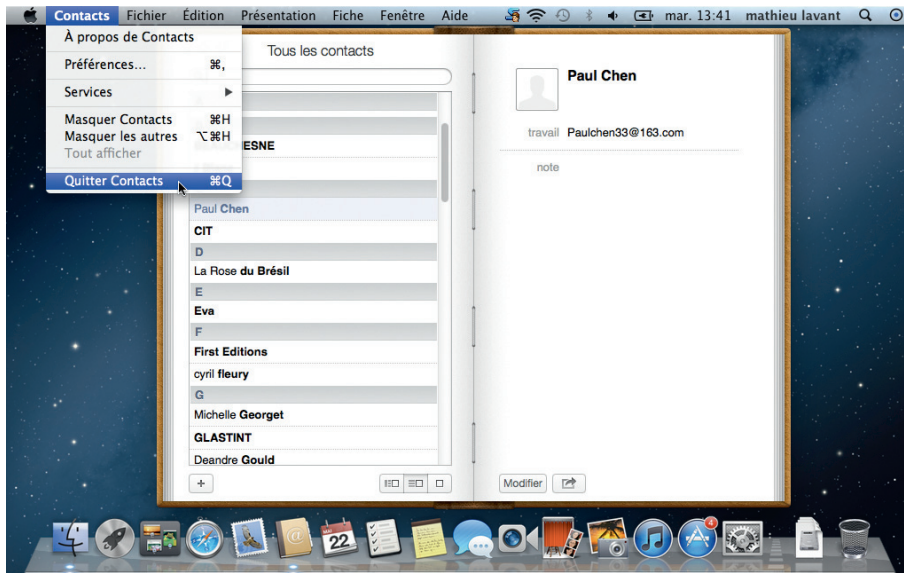 Contacts Fichier Édition Présentation Fiche Fenêtre Aide mar. 13:41 mathieu lavant
À propos de Contacts
Préférences... ⌘,
Services
Masquer Contacts ⌘H
Masquer les autres ⌥⌘H
Tout afficher
Quitter Contacts ⌘Q
Tous les contacts
ESNE
Paul Chen
CIT
D
La Rose du Brésil
E
Eva
F
First Editions
cyril fleury
G
Michelle Georget
GLASTINT
Deandre Gould
+
Paul Chen
travail Paulchen33@163.com
note
Modifier
22
4